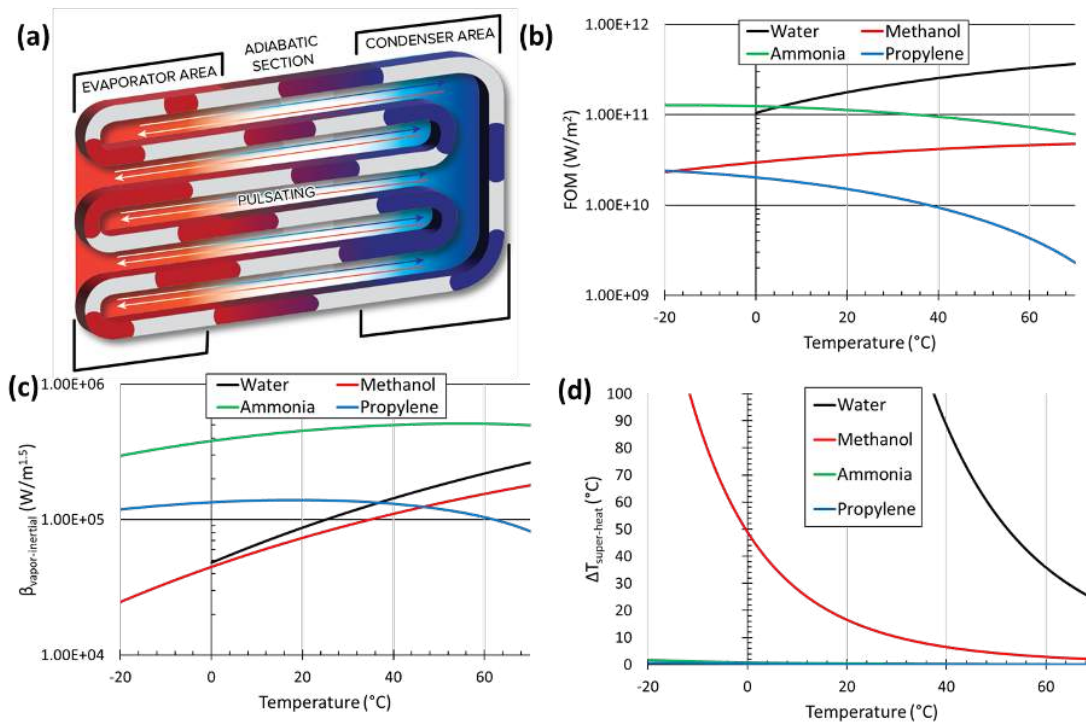 (a)
EVAPORATOR AREA
ADIABATIC
SECTION
CONDENSER AREA
PULSATING
(b)
Water
Methanol
Ammonia
Propylene
1.00E+12
1.00E+11
1.00E+10
1.00E+09
FOM (W/m²)
-20
0
20
40
60
Temperature (°C)
(c)
Water
Methanol
Ammonia
Propylene
1.00E+06
1.00E+05
1.00E+04
βvapor-inertial (W/m1.5)
-20
0
20
40
60
Temperature (°C)
(d)
Water
Methanol
Ammonia
Propylene
100
90
80
70
60
50
40
30
20
10
0
ΔTsuper-heat (°C)
-20
0
20
40
60
Temperature (°C)